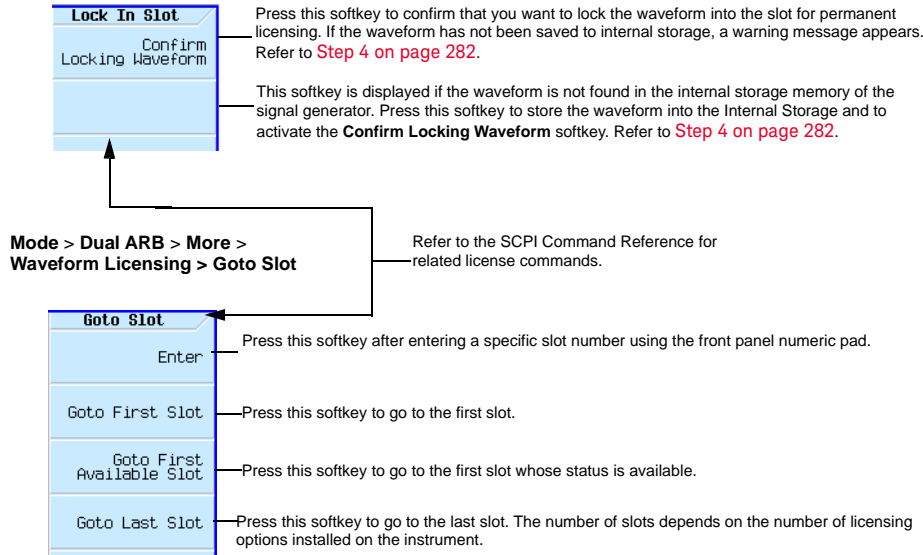 Lock In Slot
Confirm
Locking Waveform
Press this softkey to confirm that you want to lock the waveform into the slot for permanent
licensing. If the waveform has not been saved to internal storage, a warning message appears.
Refer to Step 4 on page 282.
This softkey is displayed if the waveform is not found in the internal storage memory of the
signal generator. Press this softkey to store the waveform into the Internal Storage and to
activate the Confirm Locking Waveform softkey. Refer to Step 4 on page 282.
Mode > Dual ARB > More >
Waveform Licensing > Goto Slot
Refer to the SCPI Command Reference for
related license commands.
Goto Slot
Enter
Press this softkey after entering a specific slot number using the front panel numeric pad.
Goto First Slot
Press this softkey to go to the first slot.
Goto First
Available Slot
Press this softkey to go to the first slot whose status is available.
Goto Last Slot
Press this softkey to go to the last slot. The number of slots depends on the number of licensing
options installed on the instrument.